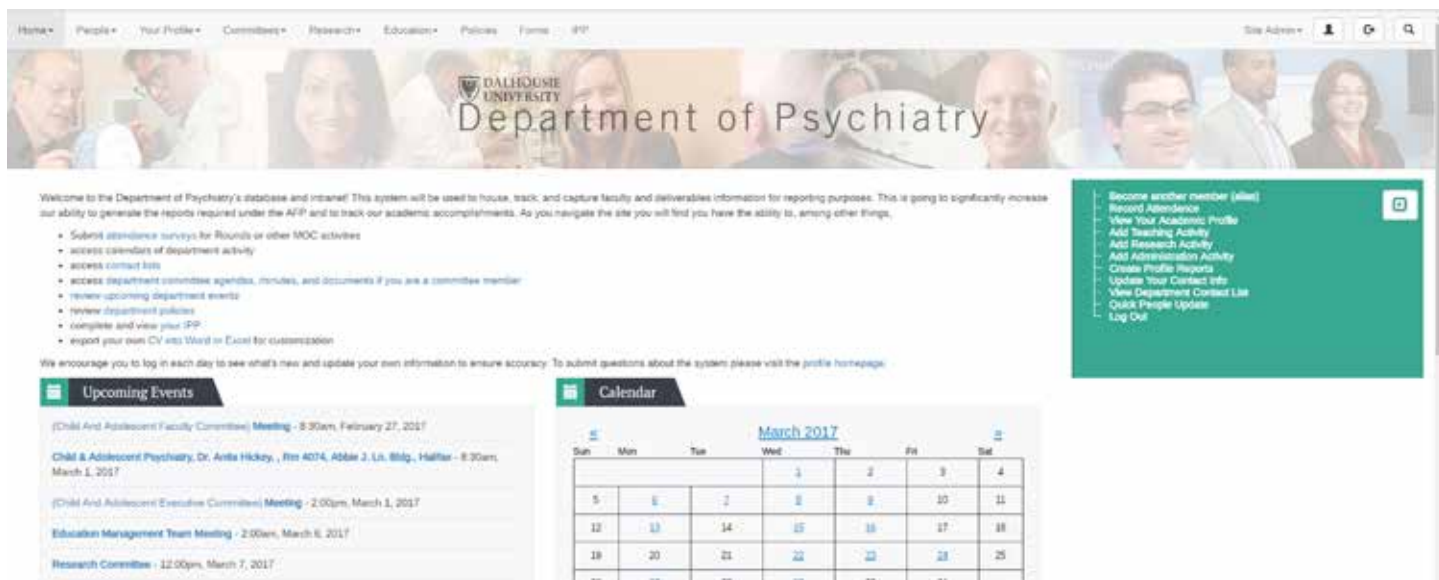 Home People Your Profile Committees Research Education Policies Forms IPP Site Admin
DALHOUSIE
UNIVERSITY
Department of Psychiatry
Welcome to the Department of Psychiatry's database and intranet! This system will be used to house, track, and capture faculty and deliverables information for reporting purposes. This is going to significantly increase
our ability to generate the reports required under the AFP and to track our academic accomplishments. As you navigate the site you will find you have the ability to, among other things,
• Submit attendance surveys for Rounds or other MOC activities
• access calendars of department activity
• access contact lists
• access department committee agendas, minutes, and documents if you are a committee member
• review upcoming department events
• review department policies
• complete and view your IPP
• export your own CV into Word or Excel for customization
We encourage you to log in each day to see what's new and update your own information to ensure accuracy. To submit questions about the system please visit the profile homepage.
Become another member (alias)
Record Attendance
View Your Academic Profile
Add Teaching Activity
Add Research Activity
Add Administration Activity
Create Profile Reports
Update Your Contact Info
View Department Contact List
Quick People Update
Log Out
Upcoming Events
(Child And Adolescent Faculty Committee) Meeting - 8:30am, February 27, 2017
Child & Adolescent Psychiatry, Dr. Anita Hickey, , Rm 4074, Abbie J. Ln. Bldg., Halifax - 8:30am,
March 1, 2017
(Child And Adolescent Executive Committee) Meeting - 2:00pm, March 1, 2017
Education Management Team Meeting - 2:00am, March 6, 2017
Research Committee - 12:00pm, March 7, 2017
Calendar
« March 2017 »
Sun Mon Tue Wed Thu Fri Sat
1 2 3 4
5 6 7 8 9 10 11
12 13 14 15 16 17 18
19 20 21 22 23 24 25